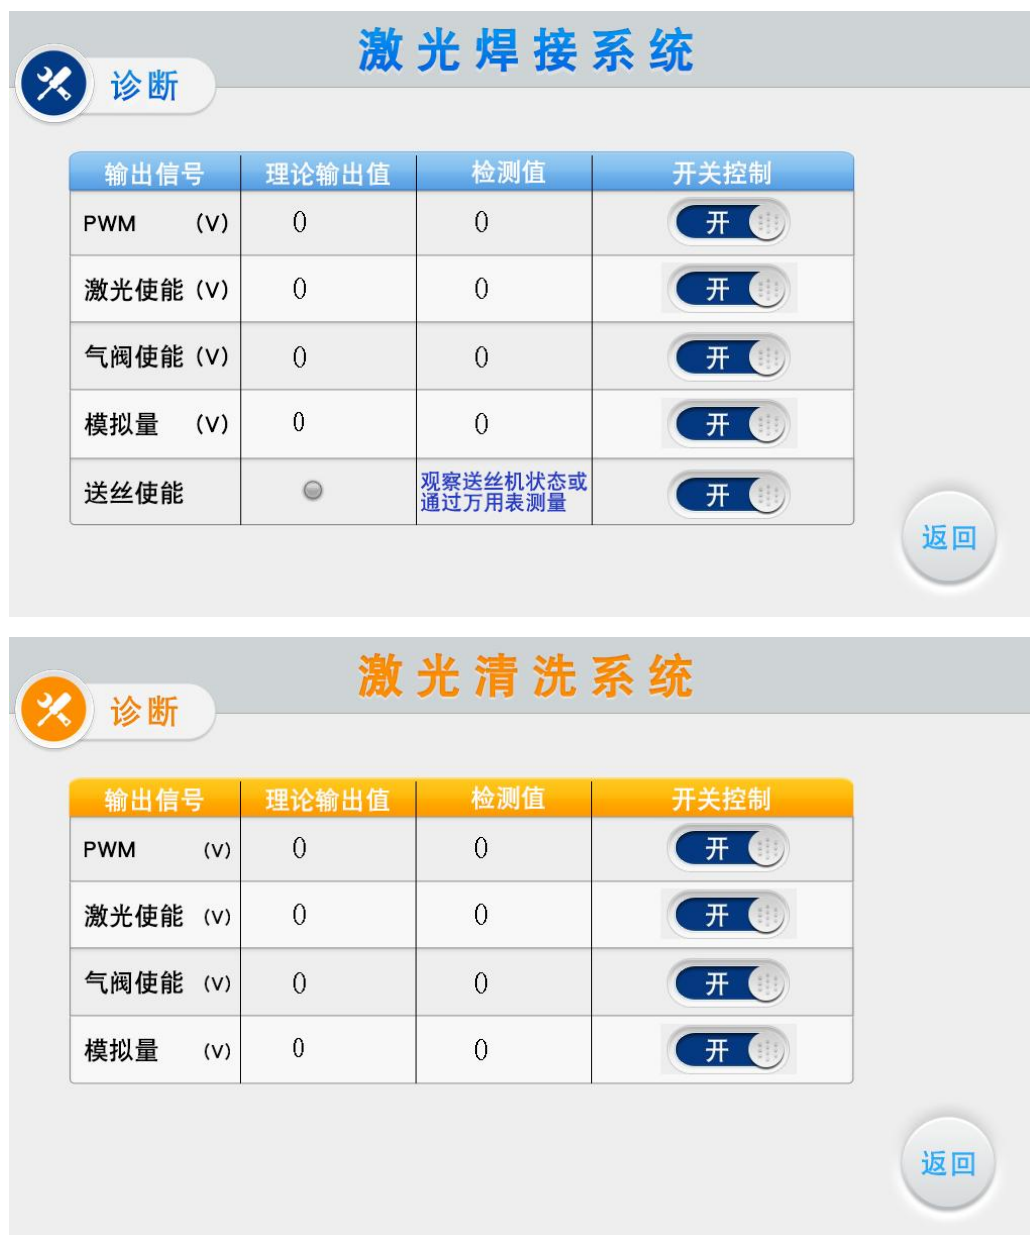 激光焊接系统
诊断
输出信号 理论输出值 检测值 开关控制
PWM (V) 0 0 开
激光使能 (V) 0 0 开
气阀使能 (V) 0 0 开
模拟量 (V) 0 0 开
送丝使能 观察送丝机状态或 开
通过万用表测量
返回
激光清洗系统
诊断
输出信号 理论输出值 检测值 开关控制
PWM (V) 0 0 开
激光使能 (V) 0 0 开
气阀使能 (V) 0 0 开
模拟量 (V) 0 0 开
返回